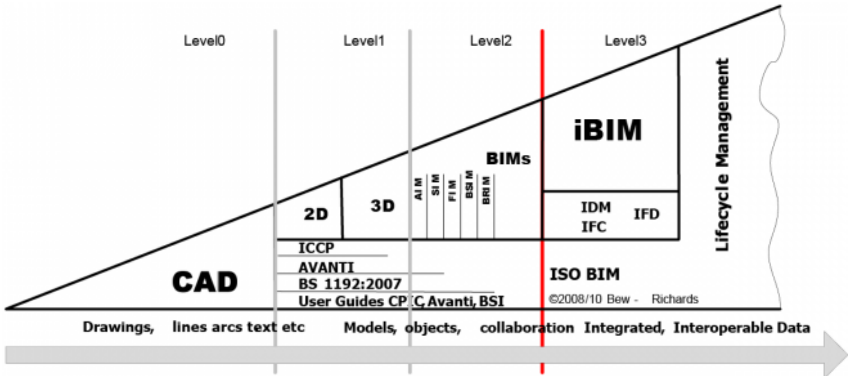 Level0 Level1 Level2 Level3
iBIM
BIMs
Lifecycle Management
AIM
SIM
FIM
BSIM
BRIM
2D
3D
IDM
IFD
IFC
CAD
ICCP
AVANTI
BS 1192:2007
User Guides CPIC, Avanti, BSI
ISO BIM
©2008/10 Bew - Richards
Drawings, lines arcs text etc Models, objects, collaboration Integrated, Interoperable Data